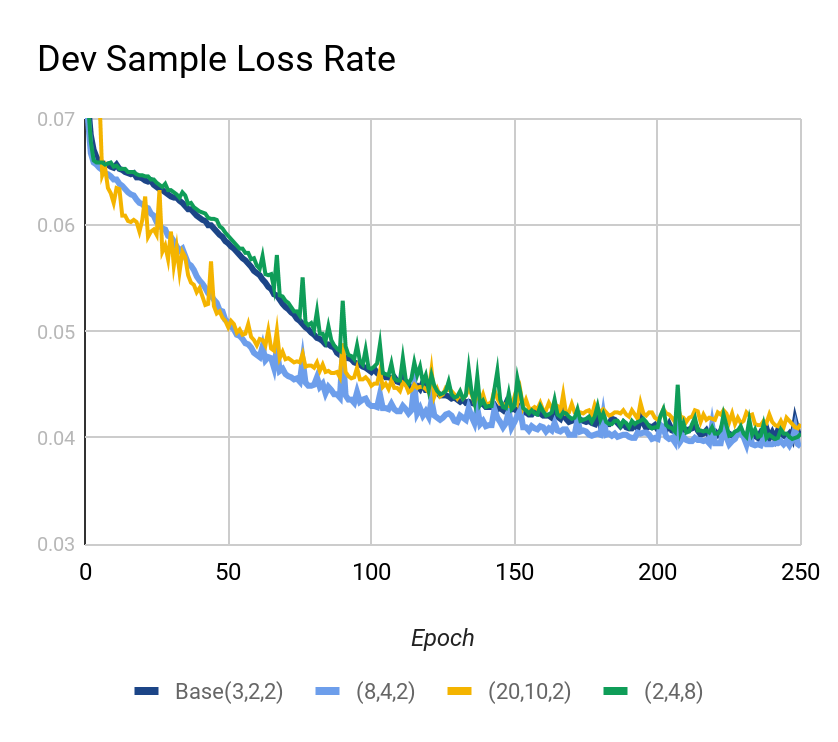 Dev Sample Loss Rate
0.07
0.06
0.05
0.04
0.03
0 50 100 150 200 250
Epoch
Base(3,2,2) (8,4,2) (20,10,2) (2,4,8)